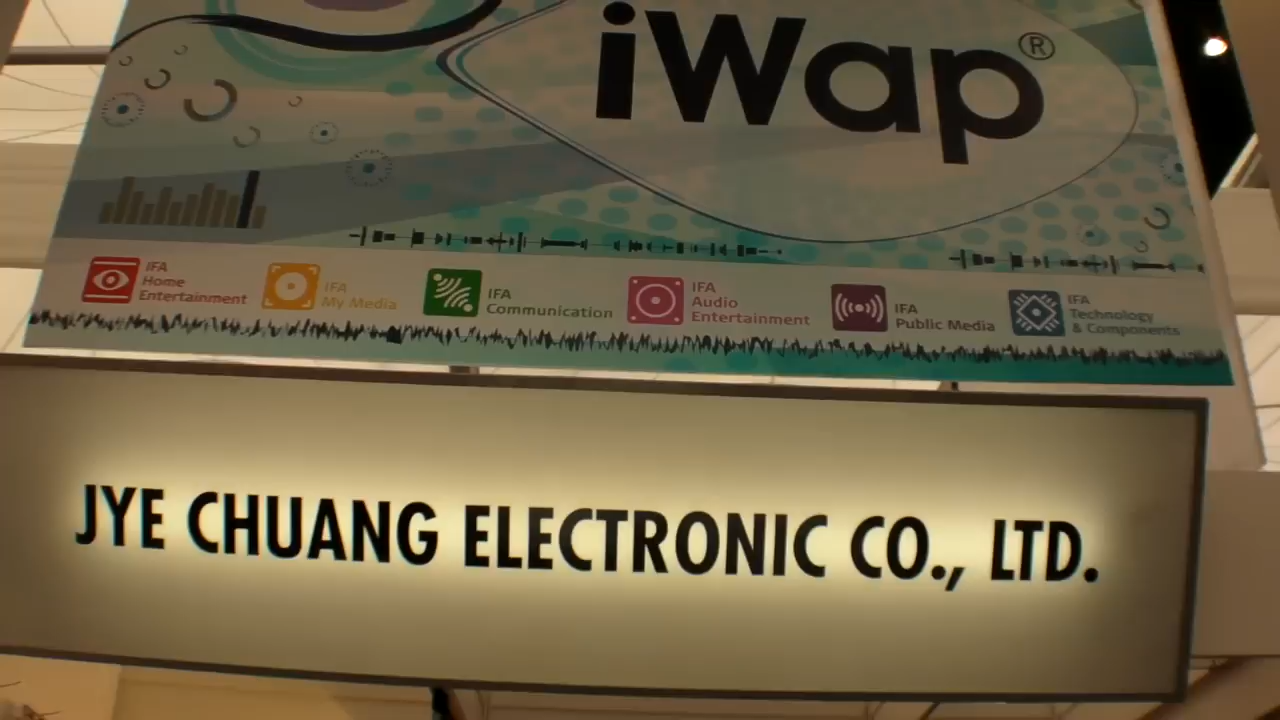 iWap®
IFA
Home
Entertainment
IFA
My Media
IFA
Communication
IFA
Audio
Entertainment
IFA
Public Media
IFA
Technology
& Components
JYE CHUANG ELECTRONIC CO., LTD.